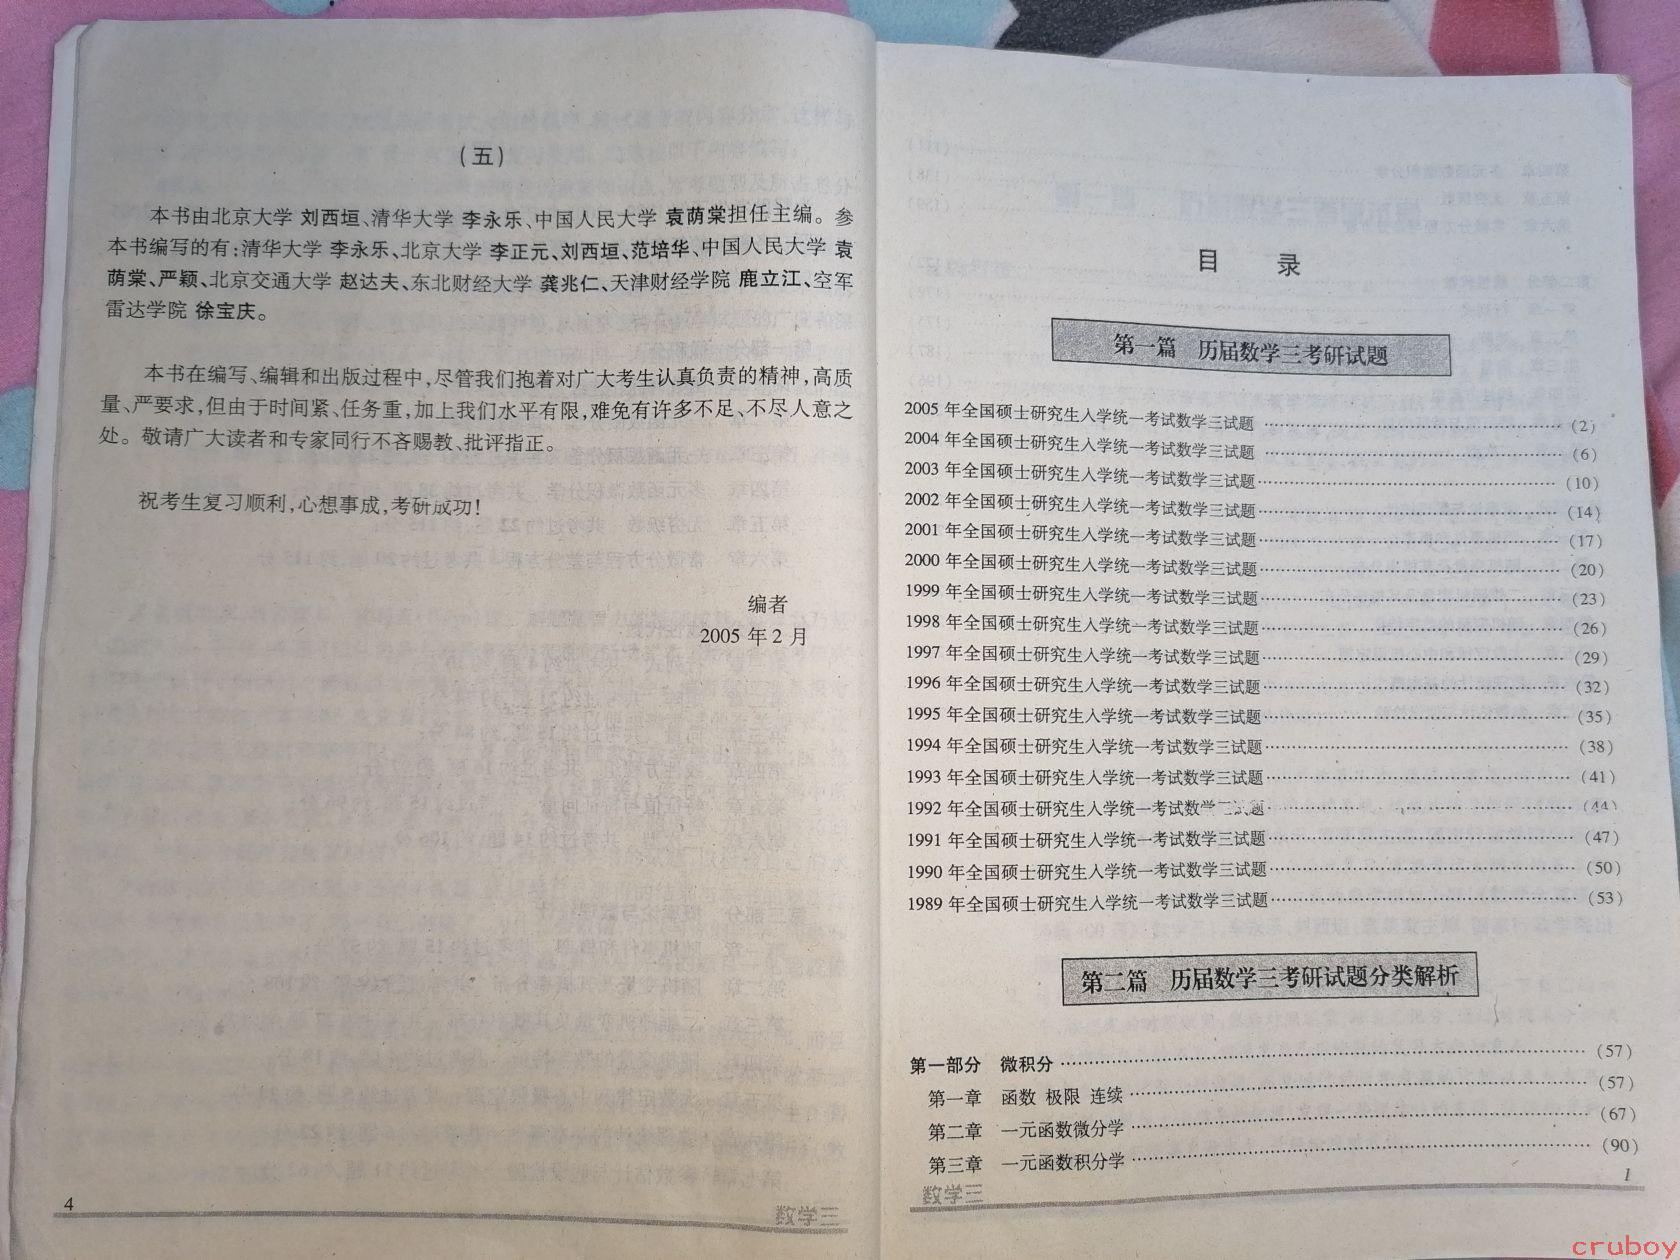 (五)
本书由北京大学 刘西垣、清华大学 李永乐、中国人民大学 袁荫棠担任主编。参
本书编写的有:清华大学 李永乐、北京大学 李正元、刘西垣、范培华、中国人民大学 袁
荫棠、严颖、北京交通大学 赵达夫、东北财经大学 龚兆仁、天津财经学院 鹿立江、空军
雷达学院 徐宝庆。
本书在编写、编辑和出版过程中,尽管我们抱着对广大考生认真负责的精神,高质
量、严要求,但由于时间紧、任务重,加上我们水平有限,难免有许多不足、不尽人意之
处。敬请广大读者和专家同行不吝赐教、批评指正。
祝考生复习顺利,心想事成,考研成功!
编者
2005 年 2 月
4
数学三
目 录
第一篇 历届数学三考研试题
2005 年全国硕士研究生入学统一考试数学三试题 (2)
2004 年全国硕士研究生入学统一考试数学三试题 (6)
2003 年全国硕士研究生入学统一考试数学三试题 (10)
2002 年全国硕士研究生入学统一考试数学三试题 (14)
2001 年全国硕士研究生入学统一考试数学三试题 (17)
2000 年全国硕士研究生入学统一考试数学三试题 (20)
1999 年全国硕士研究生入学统一考试数学三试题 (23)
1998 年全国硕士研究生入学统一考试数学三试题 (26)
1997 年全国硕士研究生入学统一考试数学三试题 (29)
1996 年全国硕士研究生入学统一考试数学三试题 (32)
1995 年全国硕士研究生入学统一考试数学三试题 (35)
1994 年全国硕士研究生入学统一考试数学三试题 (38)
1993 年全国硕士研究生入学统一考试数学三试题 (41)
1992 年全国硕士研究生入学统一考试数学三试题 (44)
1991 年全国硕士研究生入学统一考试数学三试题 (47)
1990 年全国硕士研究生入学统一考试数学三试题 (50)
1989 年全国硕士研究生入学统一考试数学三试题 (53)
第二篇 历届数学三考研试题分类解析
第一部分 微积分 (57)
第一章 函数 极限 连续 (57)
第二章 一元函数微分学 (67)
第三章 一元函数积分学 (90)
1
数学三
cruboy